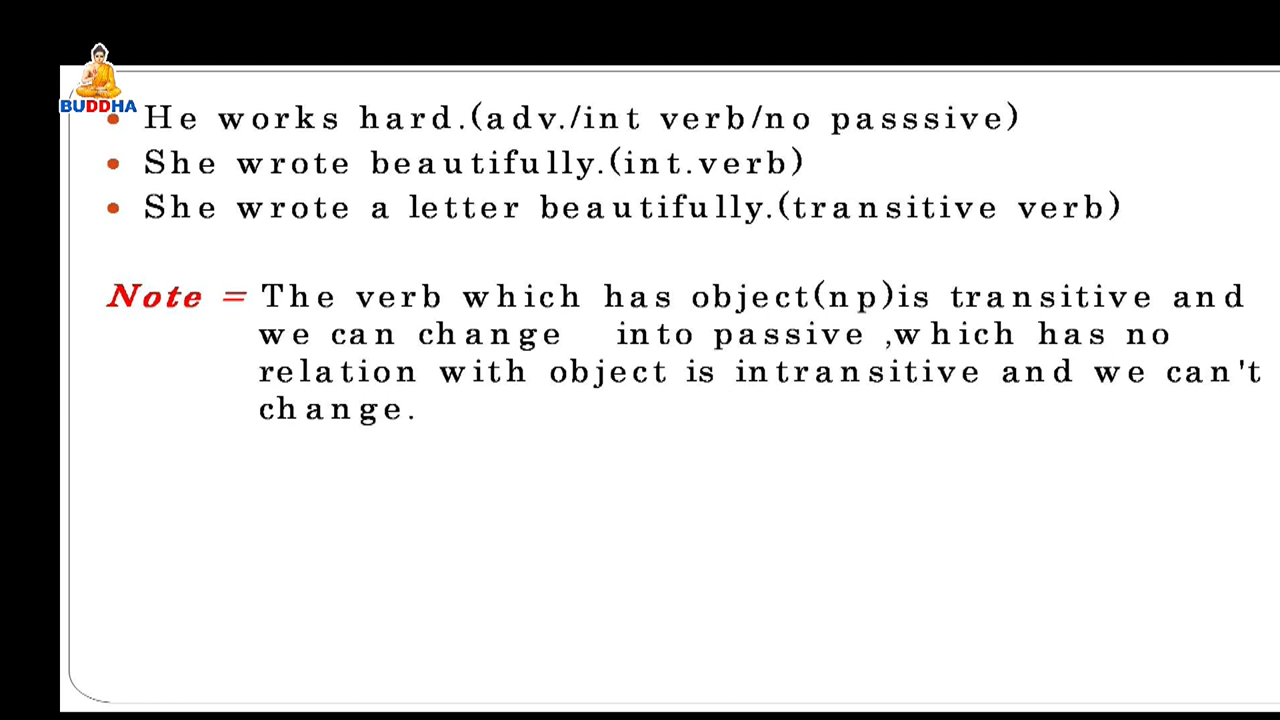 BUDDHA
He works hard.(adv./int verb/no passsive)
She wrote beautifully.(int.verb)
She wrote a letter beautifully.(transitive verb)
Note = The verb which has object(np)is transitive and
we can change into passive ,which has no
relation with object is intransitive and we can't
change.